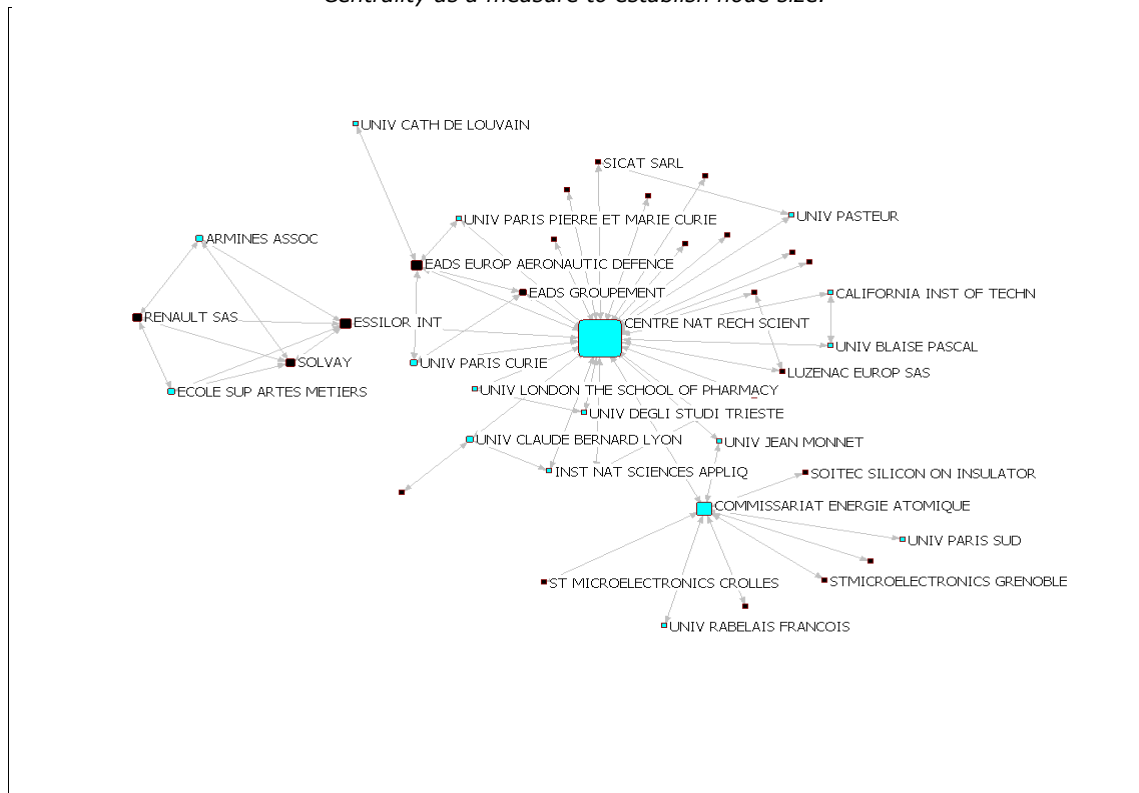 Centrality as a measure to establish node size.
UNIV CATH DE LOUVAIN
SICAT SARL
UNIV PARIS PIERRE ET MARIE CURIE
UNIV PASTEUR
ARMINES ASSOC
EADS EUROP AERONAUTIC DEFENCE
EADS GROUPEMENT
CALIFORNIA INST OF TECHN
RENAULT SAS
ESSILOR INT
CENTRE NAT RECH SCIENT
UNIV BLAISE PASCAL
SOLVAY
UNIV PARIS CURIE
LUZENAC EUROP SAS
ECOLE SUP ARTES METIERS
UNIV LONDON THE SCHOOL OF PHARMACY
UNIV DEGLI STUDI TRIESTE
UNIV CLAUDE BERNARD LYON
UNIV JEAN MONNET
INST NAT SCIENCES APPLIQ
SOITEC SILICON ON INSULATOR
COMMISSARIAT ENERGIE ATOMIQUE
UNIV PARIS SUD
ST MICROELECTRONICS CROLLES
STMICROELECTRONICS GRENOBLE
UNIV RABELAIS FRANCOIS